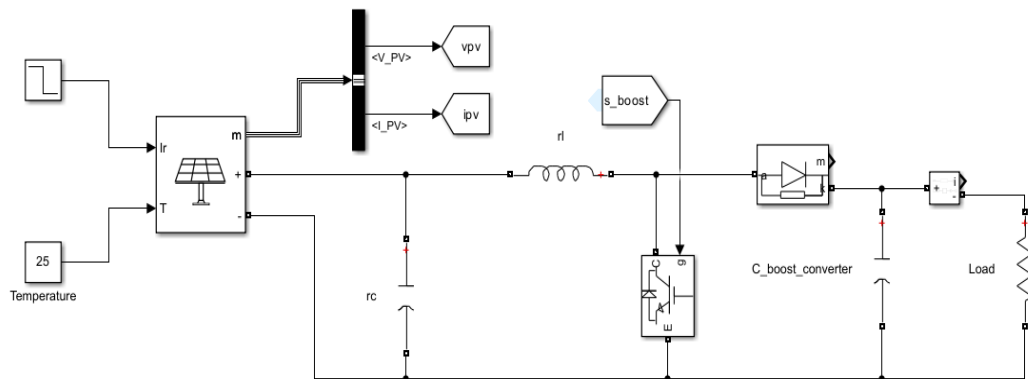 vpv
<V_PV>
ipv
<I_PV>
s_boost
Ir
m
+
-
T
25
Temperature
rl
rc
a
m
k
C
g
E
C_boost_converter
+
i
-
Load